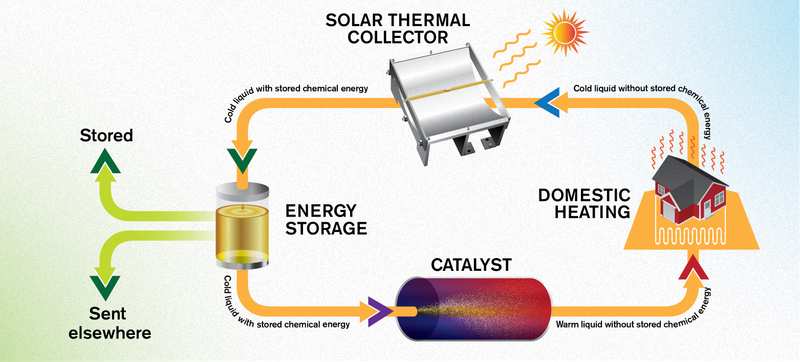 SOLAR THERMAL
COLLECTOR
Cold liquid with stored chemical energy
Cold liquid without stored chemical energy
Stored
ENERGY
STORAGE
DOMESTIC
HEATING
CATALYST
Sent
elsewhere
Cold liquid with stored chemical energy
Warm liquid without stored chemical energy